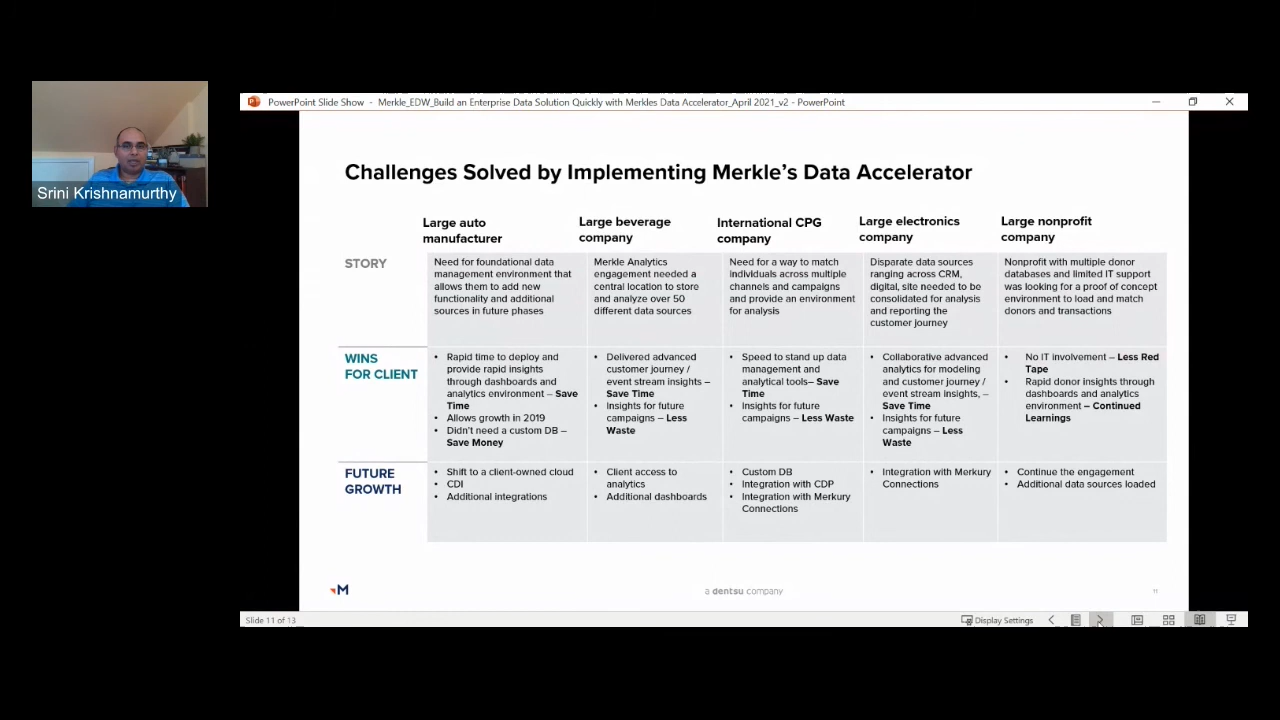 PowerPoint Slide Show - Merkle_EDW_Build an Enterprise Data Solution Quickly with Merkles Data Accelerator_April 2021_v2 - PowerPoint
Srini Krishnamurthy
Challenges Solved by Implementing Merkle's Data Accelerator
Large auto
manufacturer
Large beverage
company
International CPG
company
Large electronics
company
Large nonprofit
company
STORY
Need for foundational data
management environment that
allows them to add new
functionality and additional
sources in future phases
Merkle Analytics
engagement needed a
central location to store
and analyze over 50
different data sources
Need for a way to match
individuals across multiple
channels and campaigns
and provide an environment
for analysis
Disparate data sources
ranging across CRM,
digital, site needed to be
consolidated for analysis
and reporting the
customer journey
Nonprofit with multiple donor
databases and limited IT support
was looking for a proof of concept
environment to load and match
donors and transactions
WINS
FOR CLIENT
• Rapid time to deploy and
provide rapid insights
through dashboards and
analytics environment – Save
Time
• Allows growth in 2019
• Didn't need a custom DB –
Save Money
• Delivered advanced
customer journey /
event stream insights –
Save Time
• Insights for future
campaigns – Less
Waste
• Speed to stand up data
management and
analytical tools– Save
Time
• Insights for future
campaigns – Less Waste
• Collaborative advanced
analytics for modeling
and customer journey /
event stream insights, –
Save Time
• Insights for future
campaigns – Less
Waste
• No IT involvement – Less Red
Tape
• Rapid donor insights through
dashboards and analytics
environment – Continued
Learnings
FUTURE
GROWTH
• Shift to a client-owned cloud
• CDI
• Additional integrations
• Client access to
analytics
• Additional dashboards
• Custom DB
• Integration with CDP
• Integration with Merkury
Connections
• Integration with Merkury
Connections
• Continue the engagement
• Additional data sources loaded
M
a dentsu company
11
Slide 11 of 13
Display Settings